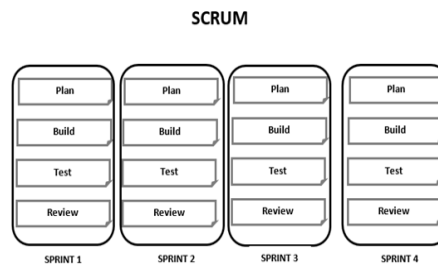 SCRUM
Plan Plan Plan Plan
Build Build Build Build
Test Test Test Test
Review Review Review Review
SPRINT 1 SPRINT 2 SPRINT 3 SPRINT 4